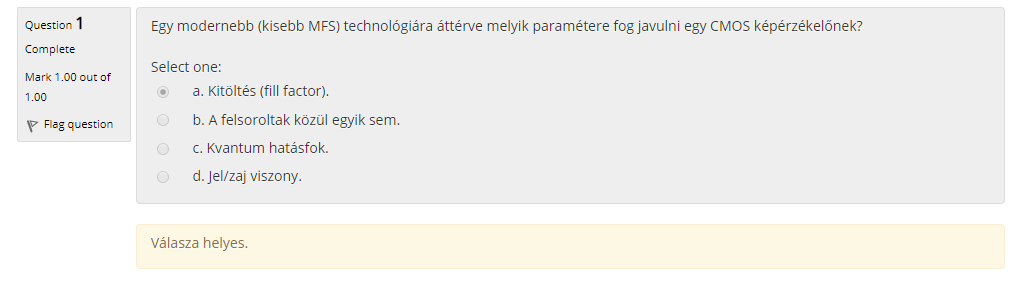 Question 1
Complete
Mark 1.00 out of
1.00
Flag question
Egy modernebb (kisebb MFS) technológiára áttérve melyik paramétere fog javulni egy CMOS képérzékelőnek?
Select one:
a. Kitöltés (fill factor).
b. A felsoroltak közül egyik sem.
c. Kvantum hatásfok.
d. Jel/zaj viszony.
Válasza helyes.